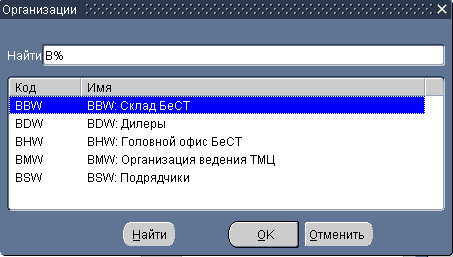 Организации
Найти B%
Код Имя
BBW BBW: Склад БеСТ
BDW BDW: Дилеры
BHW BHW: Головной офис БеСТ
BMW BMW: Организация ведения ТМЦ
BSW BSW: Подрядчики
Найти OK Отменить